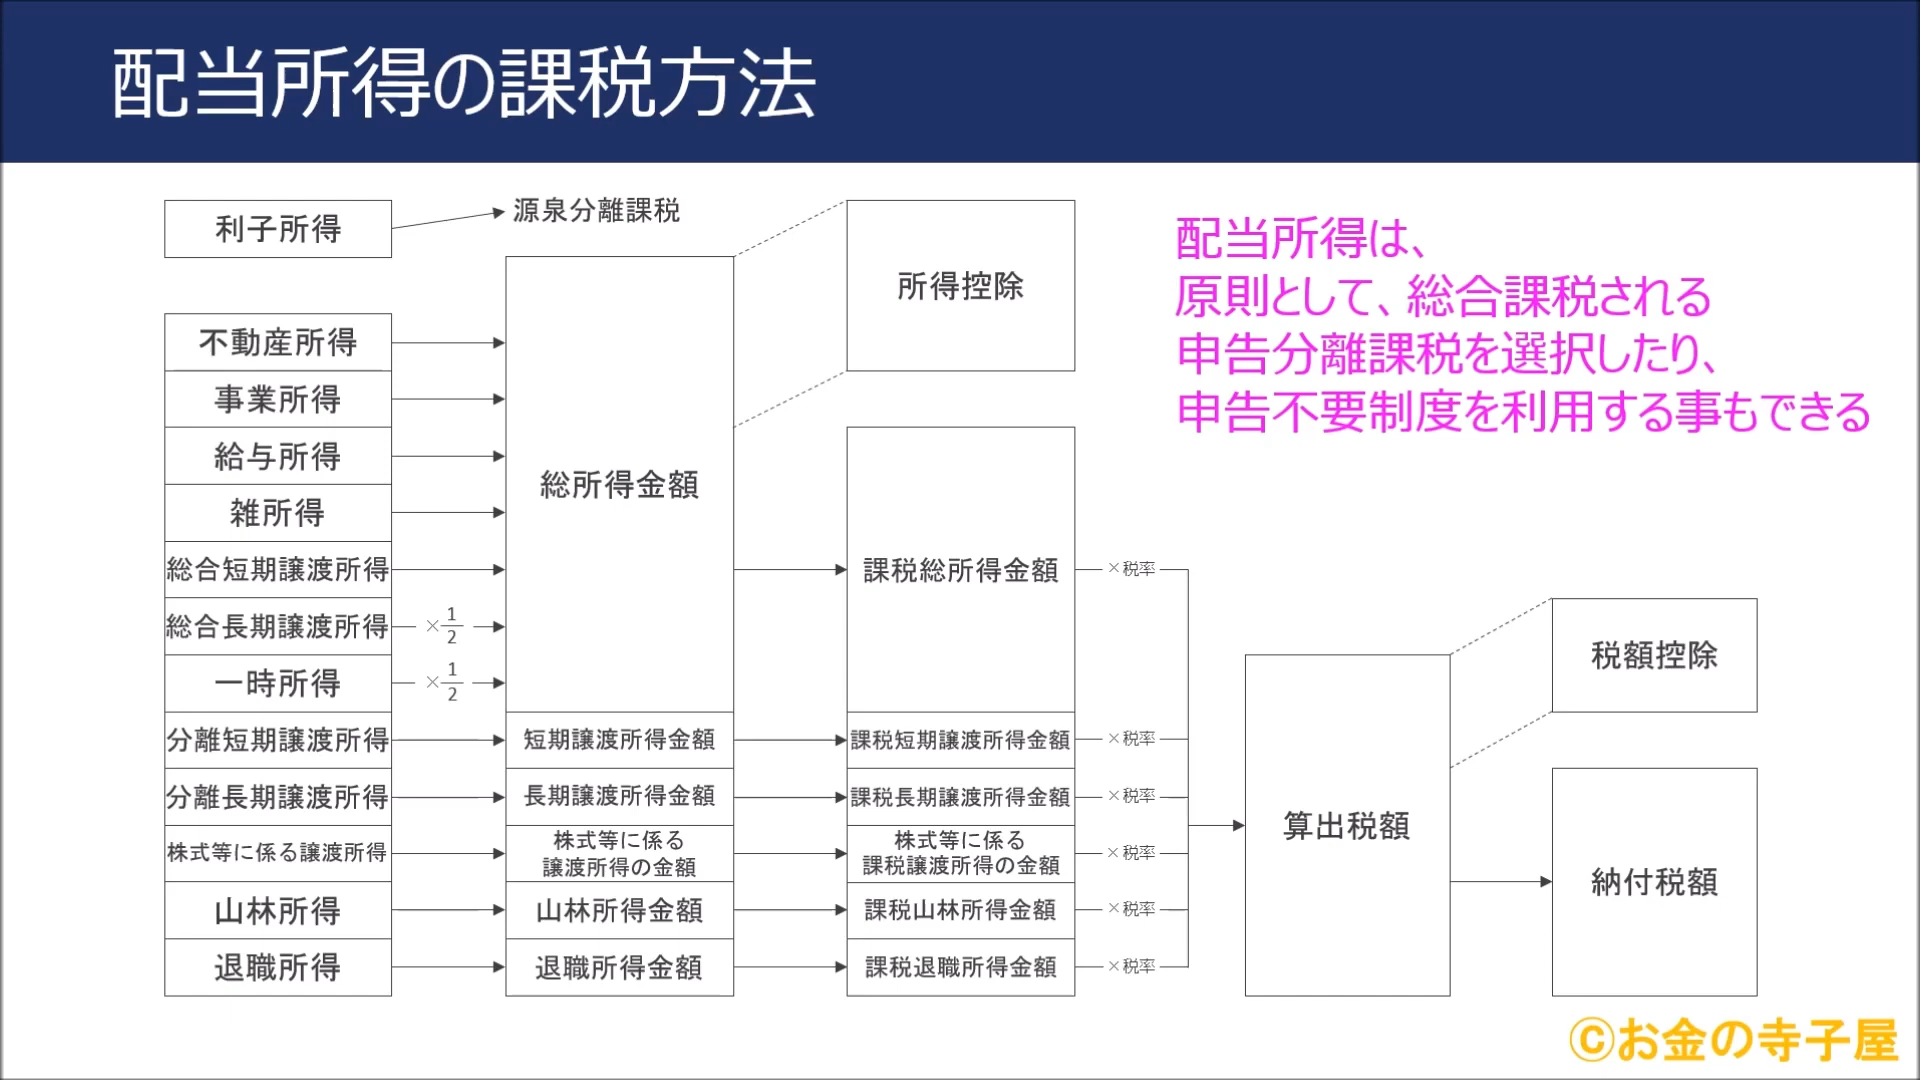 配当所得の課税方法
利子所得
源泉分離課税
不動産所得
事業所得
給与所得
雑所得
総合短期譲渡所得
総合長期譲渡所得
×1/2
一時所得
×1/2
分離短期譲渡所得
分離長期譲渡所得
株式等に係る譲渡所得
山林所得
退職所得
総所得金額
短期譲渡所得金額
長期譲渡所得金額
株式等に係る
譲渡所得の金額
山林所得金額
退職所得金額
所得控除
課税総所得金額
課税短期譲渡所得金額
課税長期譲渡所得金額
株式等に係る
課税譲渡所得の金額
課税山林所得金額
課税退職所得金額
×税率
×税率
×税率
×税率
×税率
×税率
配当所得は、
原則として、総合課税される
申告分離課税を選択したり、
申告不要制度を利用する事もできる
算出税額
税額控除
納付税額
©お金の寺子屋